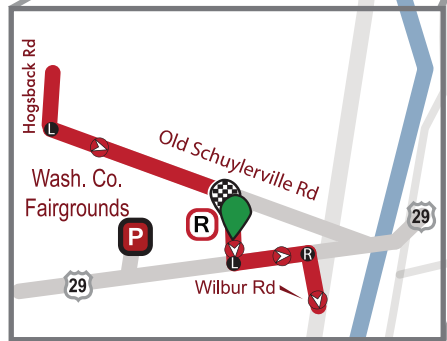 Hogsback Rd
L
Old Schuylerville Rd
Wash. Co.
Fairgrounds
R
P
29
L
R
29
Wilbur Rd